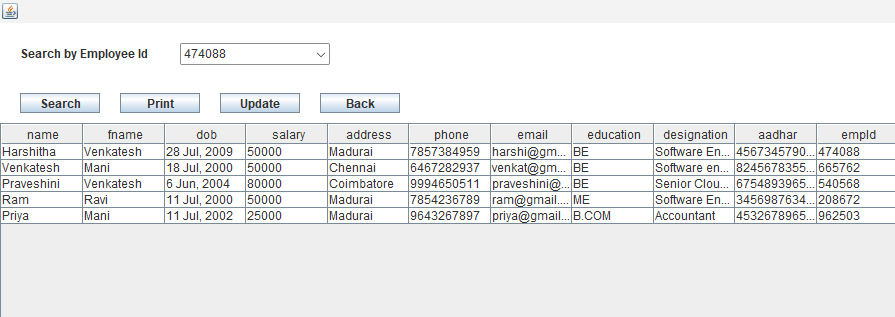 Search by Employee Id 474088
Search Print Update Back
name fname dob salary address phone email education designation aadhar empId
Harshitha Venkatesh 28 Jul, 2009 50000 Madurai 7857384959 harshi@gm... BE Software En... 4567345790... 474088
Venkatesh Mani 18 Jul, 2000 50000 Chennai 6467282937 venkat@gm... BE Software en... 8245678355... 665762
Praveshini Venkatesh 6 Jun, 2004 80000 Coimbatore 9994650511 praveshini@... BE Senior Clou... 6754893965... 540568
Ram Ravi 11 Jul, 2000 50000 Madurai 7854236789 ram@gmail.... ME Software En... 3456987634... 208672
Priya Mani 11 Jul, 2002 25000 Madurai 9643267897 priya@gmail... B.COM Accountant 4532678965... 962503